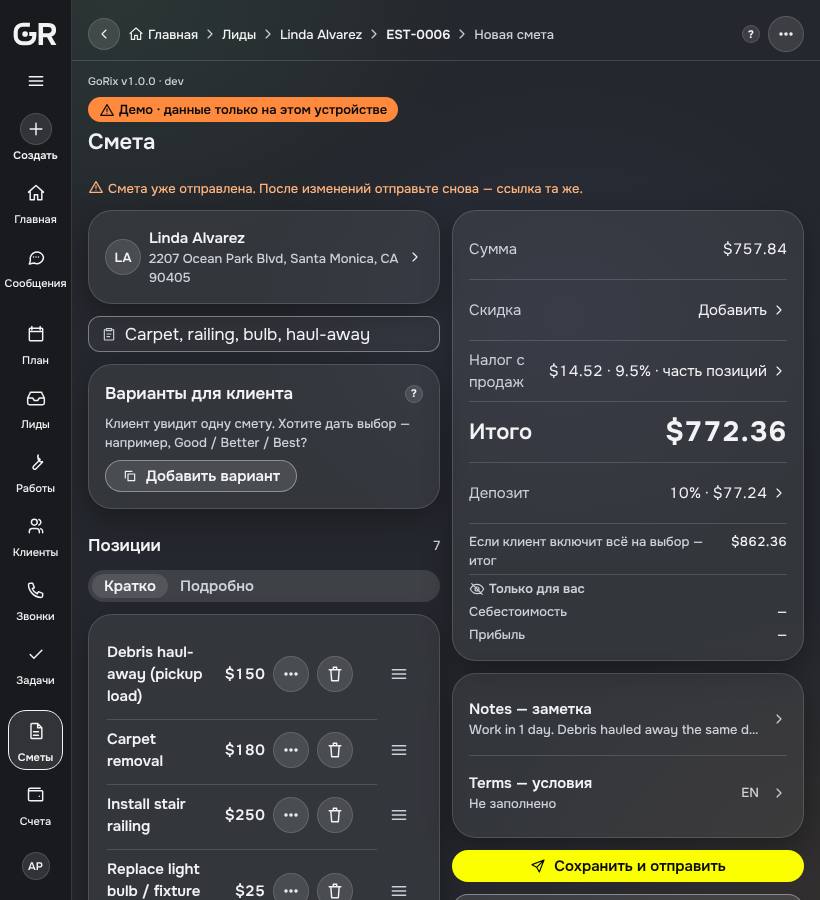 GR
Главная
Лиды
Linda Alvarez
EST-0006
Новая смета
?
GoRix v1.0.0 · dev
Демо · данные только на этом устройстве
Смета
Смета уже отправлена. После изменений отправьте снова — ссылка та же.
Создать
Главная
Сообщения
План
Лиды
Работы
Клиенты
Звонки
Задачи
Сметы
Счета
AP
LA
Linda Alvarez
2207 Ocean Park Blvd, Santa Monica, CA
90405
Carpet, railing, bulb, haul-away
Варианты для клиента
?
Клиент увидит одну смету. Хотите дать выбор —
например, Good / Better / Best?
Добавить вариант
Позиции 7
Кратко Подробно
Debris haul-
away (pickup
load)
$150
Carpet
removal
$180
Install stair
railing
$250
Replace light
bulb / fixture
$25
Сумма $757.84
Скидка Добавить
Налог с
продаж
$14.52 · 9.5% · часть позиций
Итого $772.36
Депозит 10% · $77.24
Если клиент включит всё на выбор —
итог
$862.36
Только для вас
Себестоимость –
Прибыль –
Notes — заметка
Work in 1 day. Debris hauled away the same d...
Terms — условия
Не заполнено
EN
Сохранить и отправить